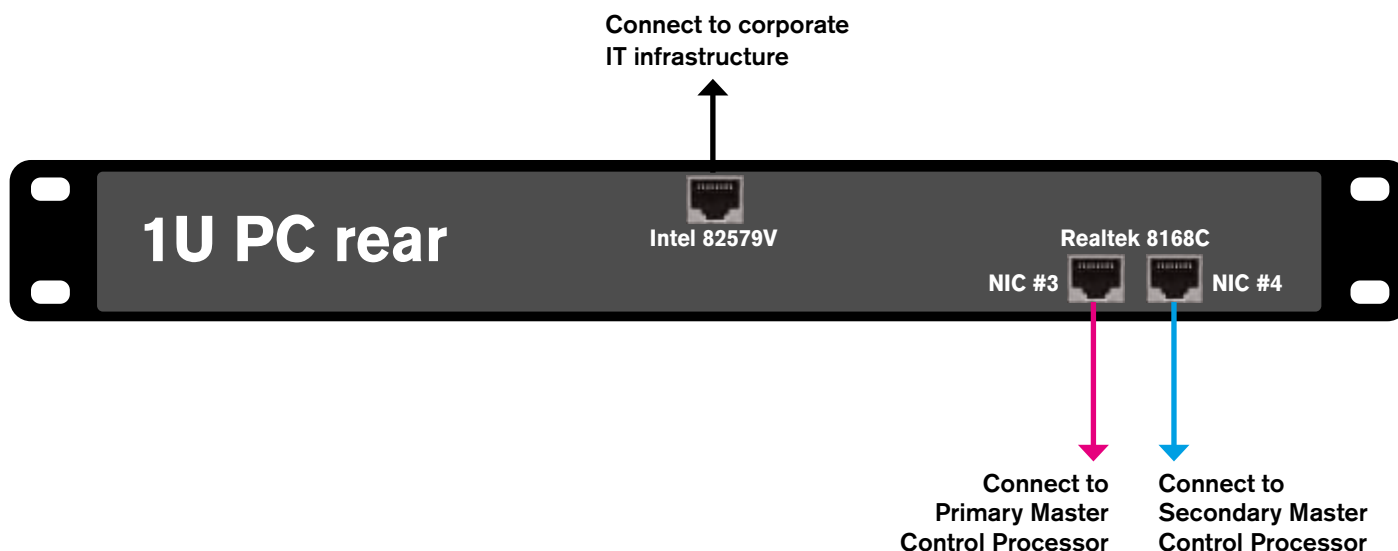 Connect to corporate
IT infrastructure
1U PC rear
Intel 82579V
Realtek 8168C
NIC #3
NIC #4
Connect to
Primary Master
Control Processor
Connect to
Secondary Master
Control Processor